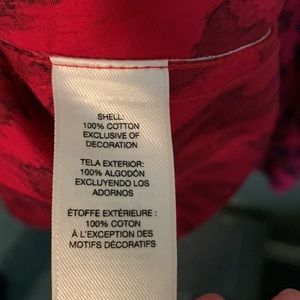 SHELL:
100% COTTON
EXCLUSIVE OF
DECORATION
TELA EXTERIOR:
100% ALGODÓN
EXCLUYENDO LOS
ADORNOS
ÉTOFFE EXTÉRIEURE :
100% COTON
À L'EXCEPTION DES
MOTIFS DÉCORATIFS